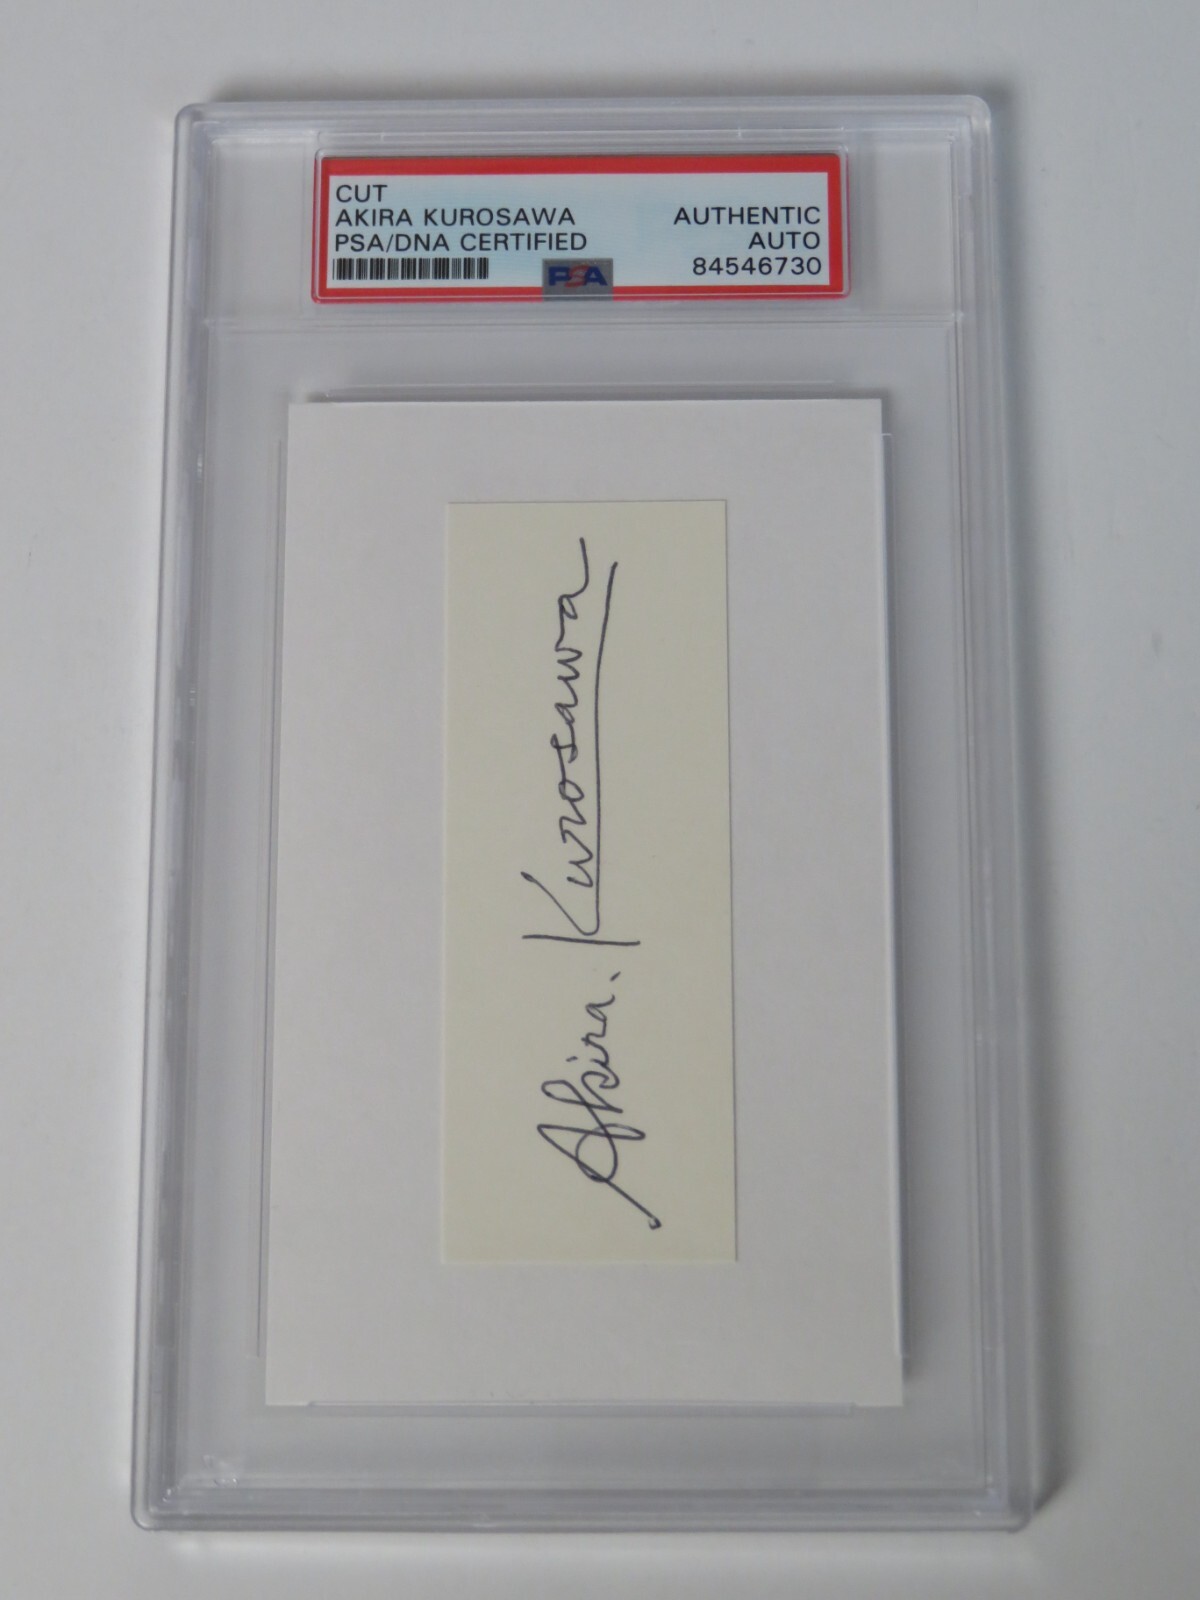 CUT
AKIRA KUROSAWA
PSA/DNA CERTIFIED
AUTHENTIC
AUTO
84546730
PSA
Akira. Kurosawa